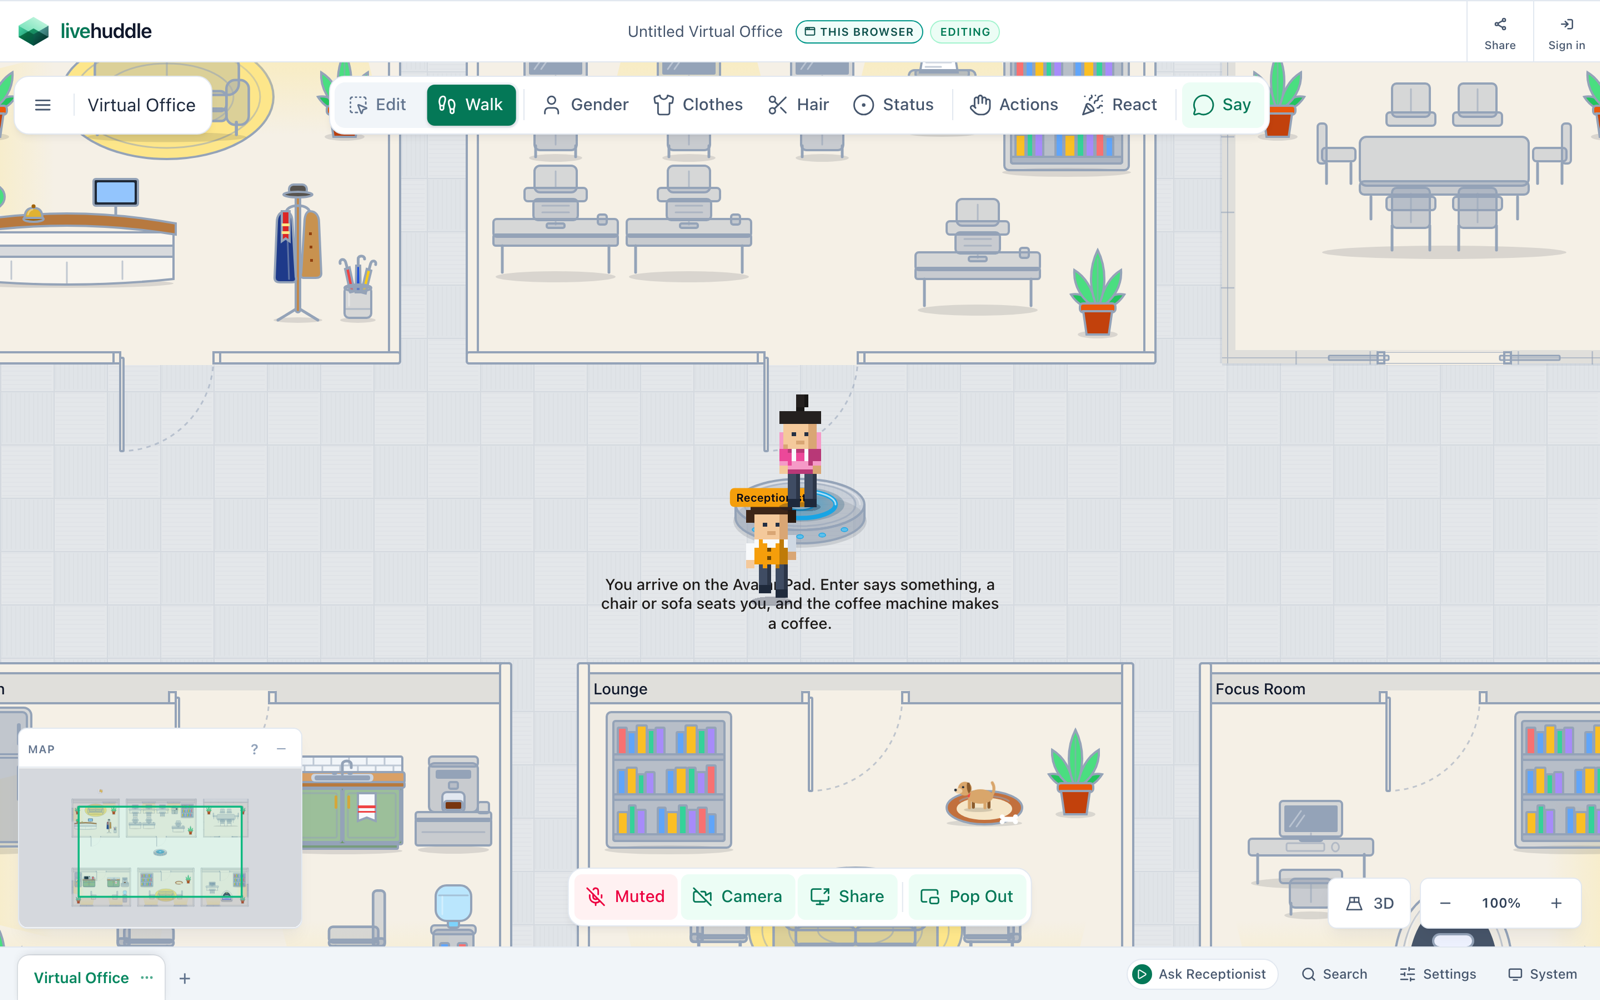 livehuddle
Untitled Virtual Office
THIS BROWSER
EDITING
Share
Sign in
Virtual Office
Edit
Walk
Gender
Clothes
Hair
Status
Actions
React
Say
Receptionist
You arrive on the Avatar Pad. Enter says something, a
chair or sofa seats you, and the coffee machine makes
a coffee.
Lounge
Focus Room
MAP
?
Muted
Camera
Share
Pop Out
3D
100%
Virtual Office
Ask Receptionist
Search
Settings
System